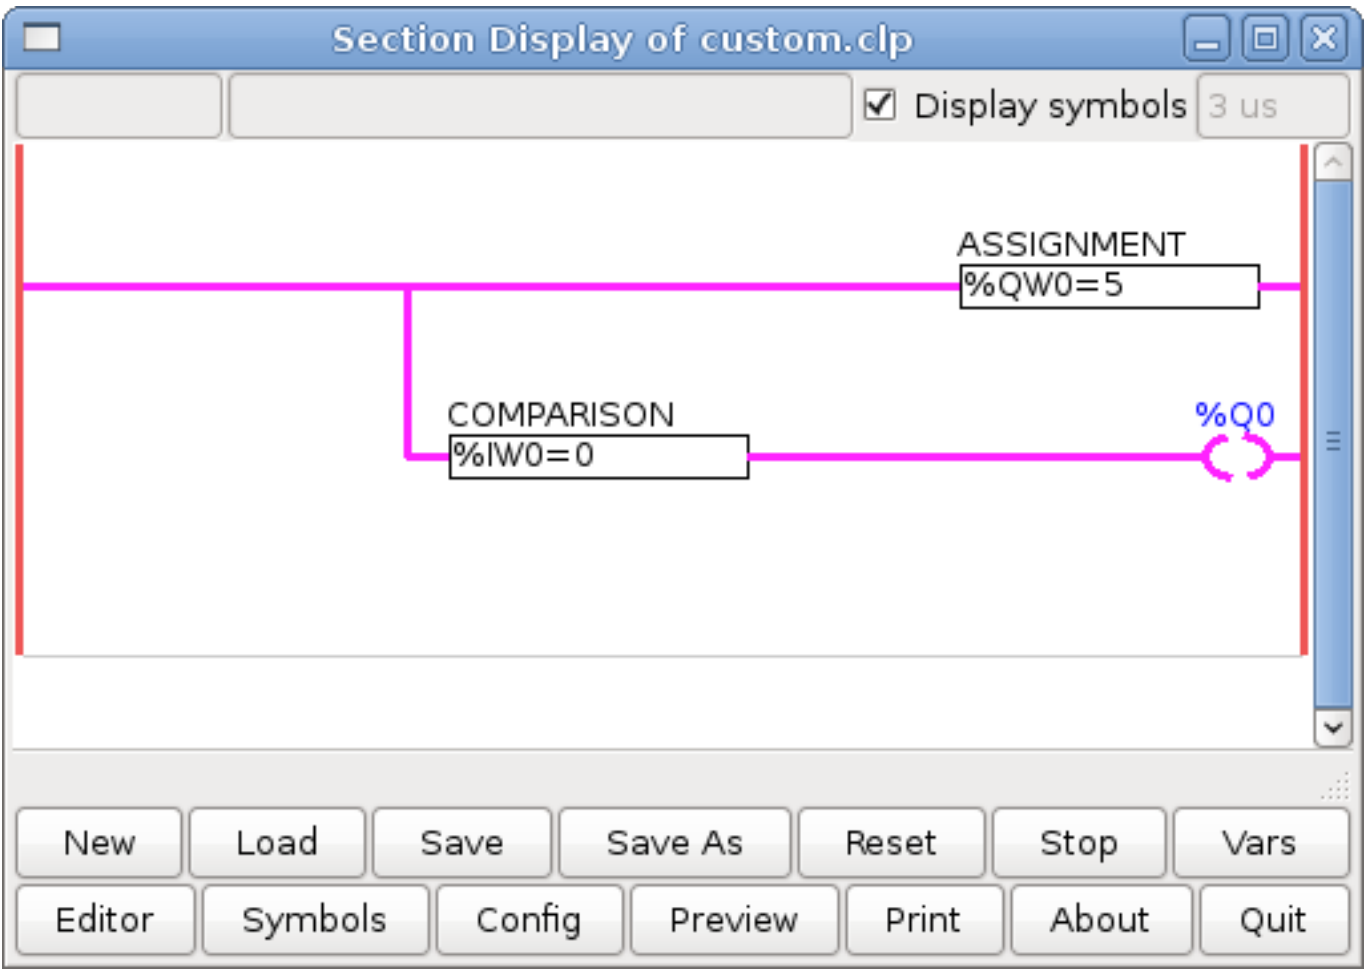 Section Display of custom.clp
Display symbols 3 us
ASSIGNMENT
%QW0=5
COMPARISON
%Q0
%IW0=0
New Load Save Save As Reset Stop Vars
Editor Symbols Config Preview Print About Quit